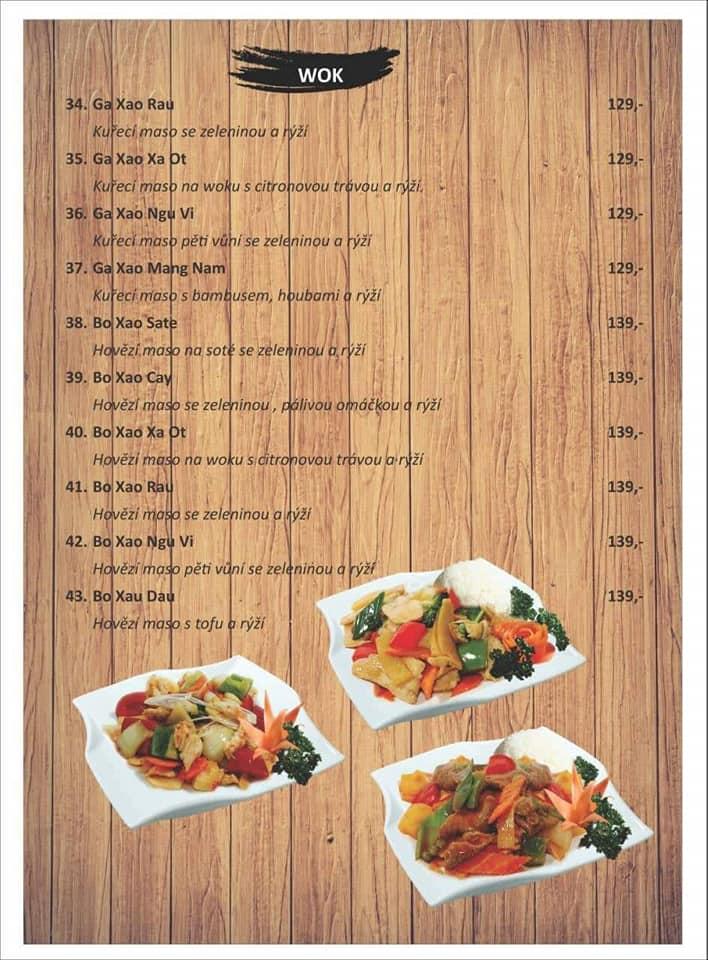 WOK
34. Ga Xao Rau 129,-
Kuřecí maso se zeleninou a rýží
35. Ga Xao Xa Ot 129,-
Kuřecí maso na woku s citronovou trávou a rýží,
36. Ga Xao Ngu Vi 129,-
Kuřecí maso pěti vůní se zeleninou a rýží
37. Ga Xao Mang Nam 129,-
Kuřecí maso s bambusem, houbami a rýží
38. Bo Xao Sate 139,-
Hovězí maso na soté se zeleninou a rýží
39. Bo Xao Cay 139,-
Hovězí maso se zeleninou , pálivou omáčkou a rýží
40. Bo Xao Xa Ot 139,-
Hovězí maso na woku s citronovou trávou a rýží
41. Bo Xao Rau 139,-
Hovězí maso se zeleninou a rýží
42. Bo Xao Ngu Vi 139,-
Hovězí maso pěti vůní se zeleninou a rýží
43. Bo Xau Dau 139,-
Hovězí maso s tofu a rýží